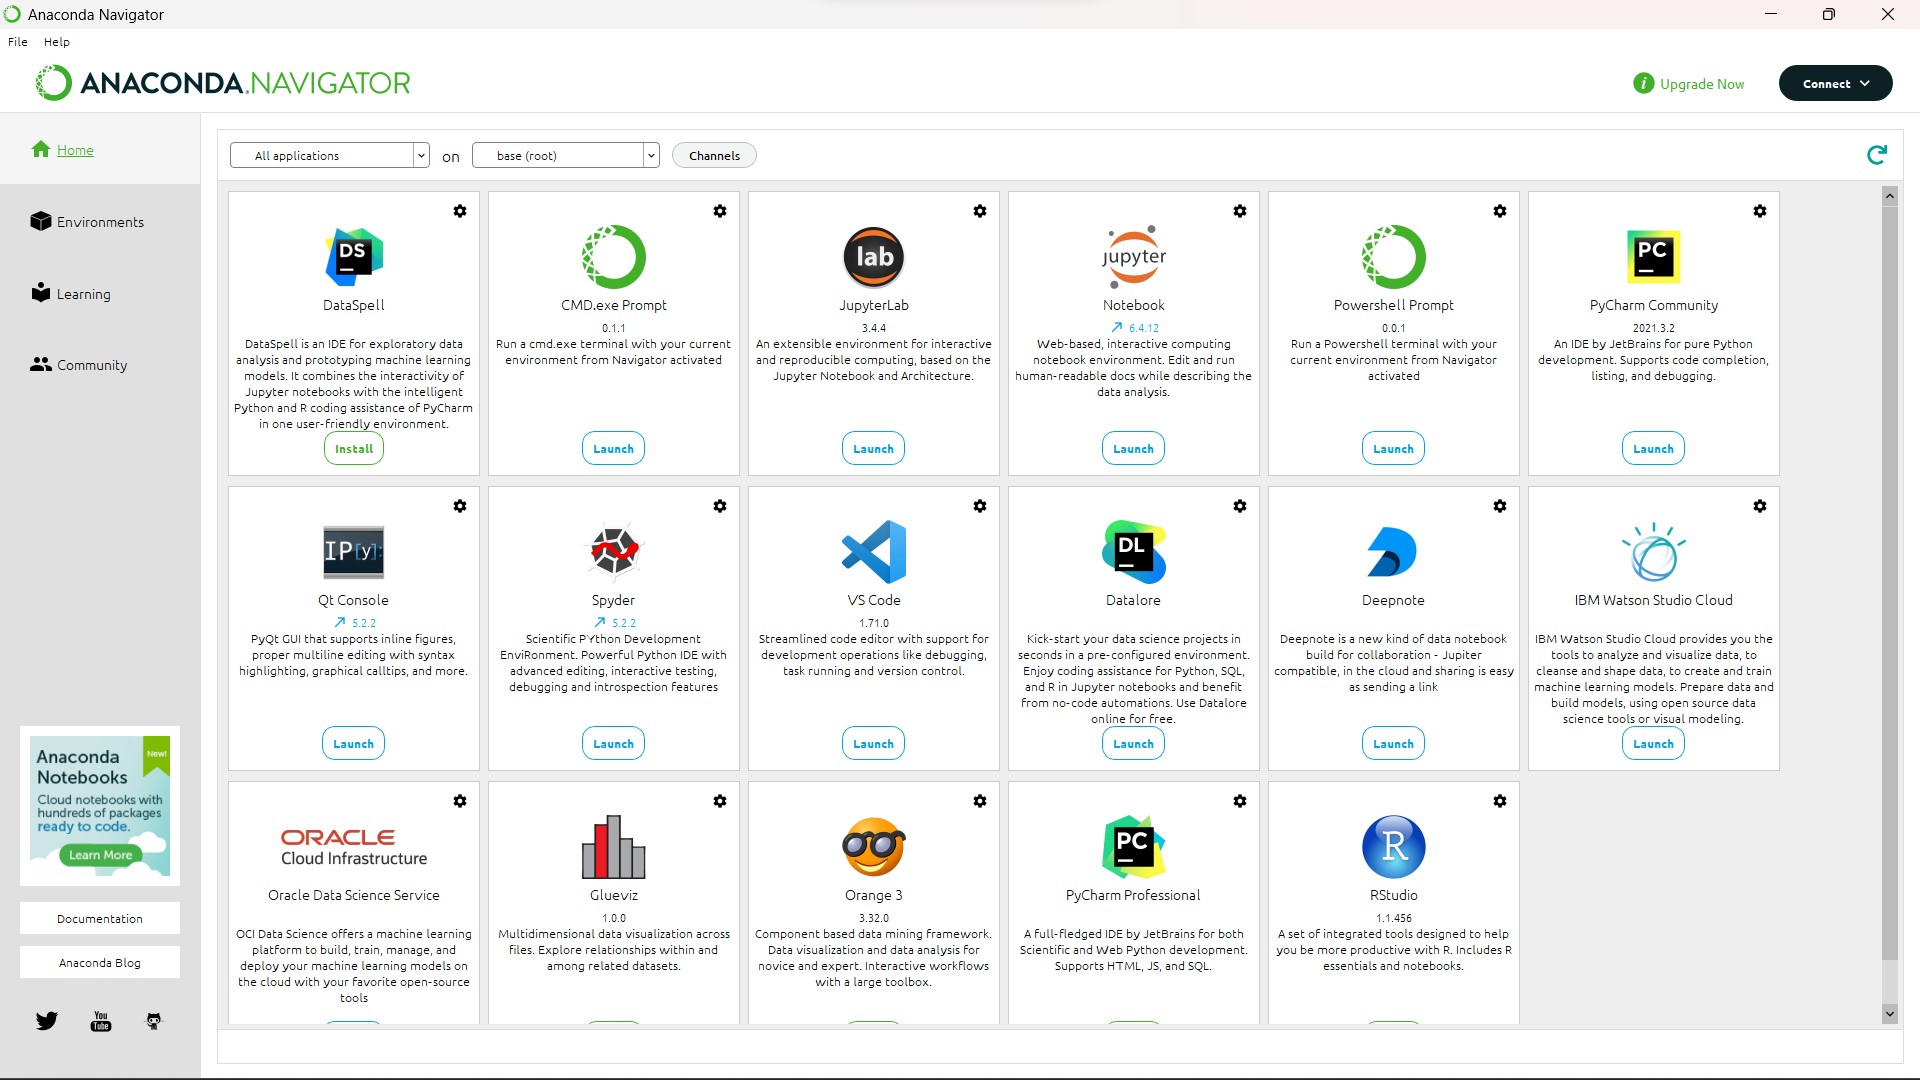 Anaconda Navigator
File Help
ANACONDA.NAVIGATOR
Upgrade Now
Connect
Home
Environments
Learning
Community
All applications on base (root) Channels
DS
DataSpell
DataSpell is an IDE for exploratory data
analysis and prototyping machine learning
models. It combines the interactivity of
Jupyter notebooks with the intelligent
Python and R coding assistance of PyCharm
in one user-friendly environment.
Install
CMD.exe Prompt
0.1.1
Run a cmd.exe terminal with your current
environment from Navigator activated
Launch
lab
JupyterLab
3.4.4
An extensible environment for interactive
and reproducible computing, based on the
Jupyter Notebook and Architecture.
Launch
jupyter
Notebook
6.4.12
Web-based, interactive computing
notebook environment. Edit and run
human-readable docs while describing the
data analysis.
Launch
Powershell Prompt
0.0.1
Run a Powershell terminal with your
current environment from Navigator
activated
Launch
PC
PyCharm Community
2021.3.2
An IDE by JetBrains for pure Python
development. Supports code completion,
listing, and debugging.
Launch
IP[y]:
Qt Console
5.2.2
PyQt GUI that supports inline figures,
proper multiline editing with syntax
highlighting, graphical calltips, and more.
Launch
Spyder
5.2.2
Scientific PYthon Development
EnviRonment. Powerful Python IDE with
advanced editing, interactive testing,
debugging and introspection features
Launch
VS Code
1.71.0
Streamlined code editor with support for
development operations like debugging,
task running and version control.
Launch
DL
Datalore
Kick-start your data science projects in
seconds in a pre-configured environment.
Enjoy coding assistance for Python, SQL,
and R in Jupyter notebooks and benefit
from no-code automations. Use Datalore
online for free.
Launch
Deepnote
Deepnote is a new kind of data notebook
build for collaboration - Jupiter
compatible, in the cloud and sharing is easy
as sending a link
Launch
IBM Watson Studio Cloud
IBM Watson Studio Cloud provides you the
tools to analyze and visualize data, to
cleanse and shape data, to create and train
machine learning models. Prepare data and
build models, using open source data
science tools or visual modeling.
Launch
ORACLE
Cloud Infrastructure
Oracle Data Science Service
OCI Data Science offers a machine learning
platform to build, train, manage, and
deploy your machine learning models on
the cloud with your favorite open-source
tools
Glueviz
1.0.0
Multidimensional data visualization across
files. Explore relationships within and
among related datasets.
Orange 3
3.32.0
Component based data mining framework.
Data visualization and data analysis for
novice and expert. Interactive workflows
with a large toolbox.
PC
PyCharm Professional
A full-fledged IDE by JetBrains for both
Scientific and Web Python development.
Supports HTML, JS, and SQL.
R
RStudio
1.1.456
A set of integrated tools designed to help
you be more productive with R. Includes R
essentials and notebooks.
New!
Anaconda
Notebooks
Cloud notebooks with
hundreds of packages
ready to code.
Learn More
Documentation
Anaconda Blog
You
Tube